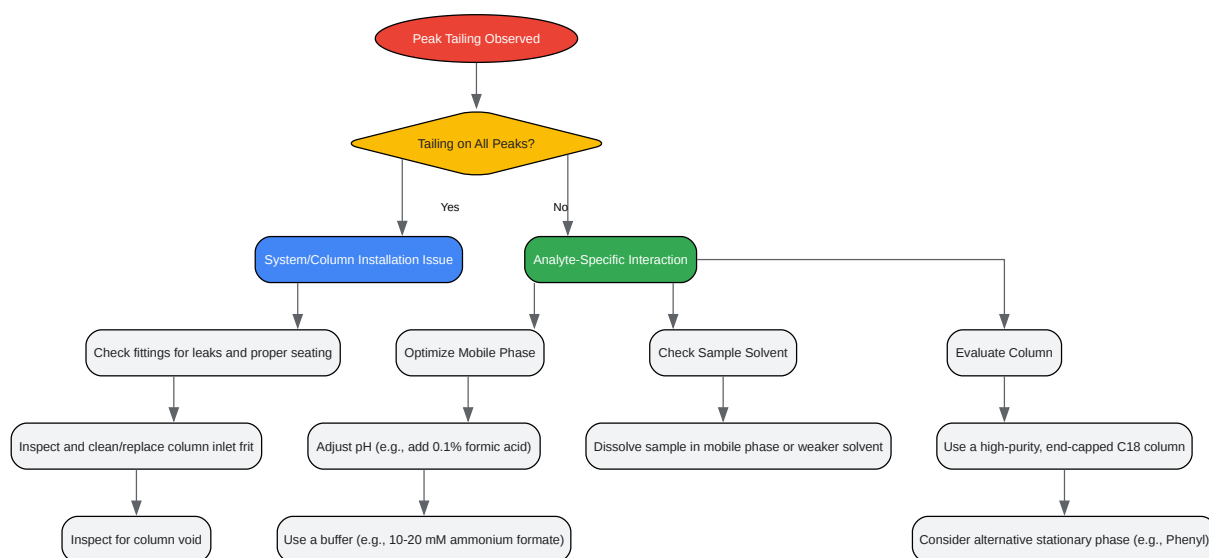 Peak Tailing Observed
Tailing on All Peaks?
Yes
No
System/Column Installation Issue
Analyte-Specific Interaction
Check fittings for leaks and proper seating
Optimize Mobile Phase
Check Sample Solvent
Evaluate Column
Inspect and clean/replace column inlet frit
Adjust pH (e.g., add 0.1% formic acid)
Dissolve sample in mobile phase or weaker solvent
Use a high-purity, end-capped C18 column
Inspect for column void
Use a buffer (e.g., 10-20 mM ammonium formate)
Consider alternative stationary phase (e.g., Phenyl)